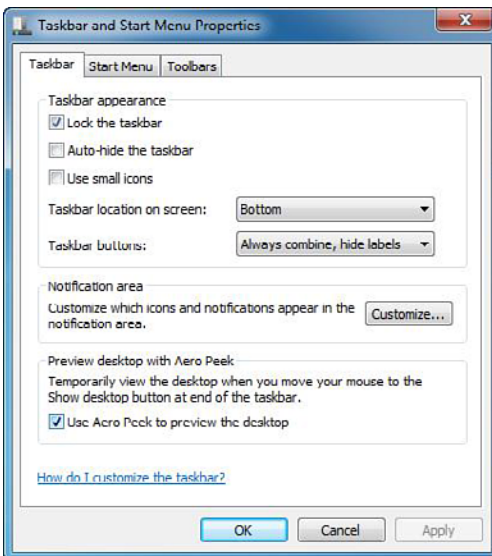 Taskbar and Start Menu Properties
Taskbar
Start Menu
Toolbars
Taskbar appearance
Lock the taskbar
Auto-hide the taskbar
Use small icons
Taskbar location on screen:
Bottom
Taskbar buttons:
Always combine, hide labels
Notification area
Customize which icons and notifications appear in the
notification area.
Customize...
Preview desktop with Aero Peek
Temporarily view the desktop when you move your mouse to the
Show desktop button at end of the taskbar.
Use Aero Peek to preview the desktop
How do I customize the taskbar?
OK
Cancel
Apply